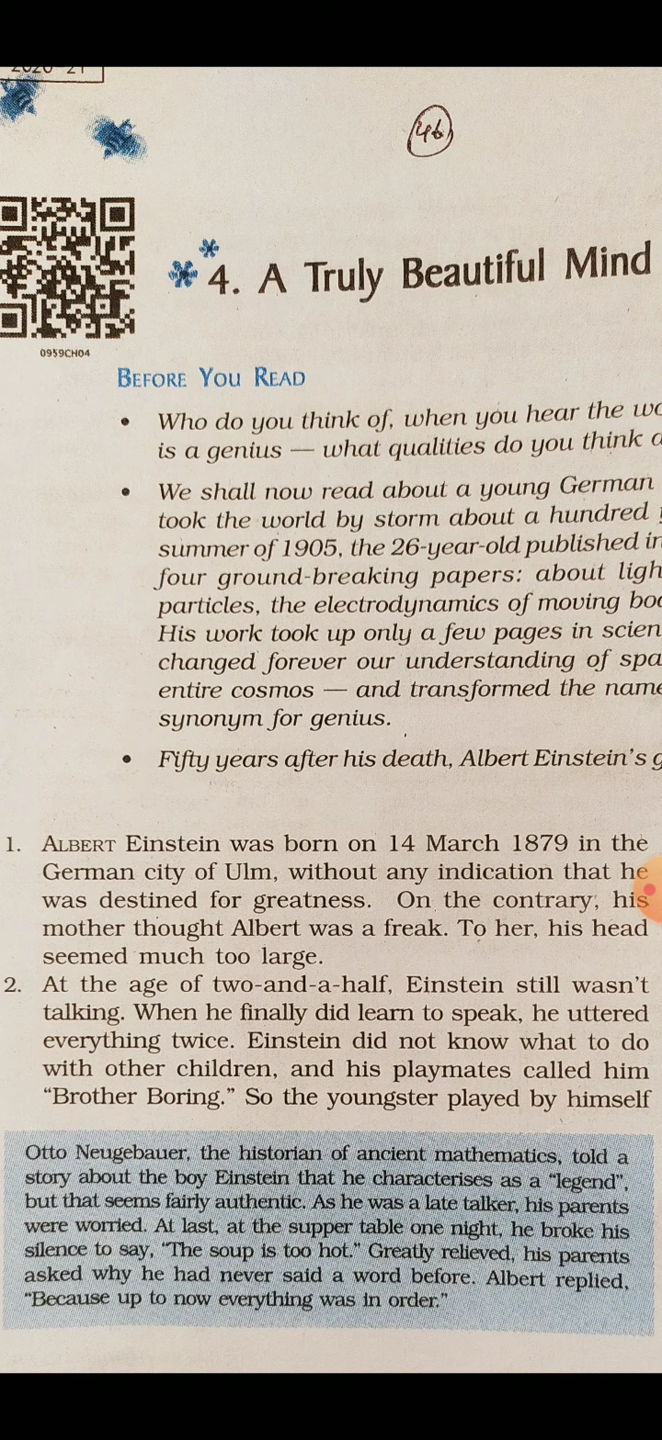 2020-21
46
4. A Truly Beautiful Mind
0959CH04
BEFORE YOU READ
• Who do you think of, when you hear the
is a genius — what qualities do you think
• We shall now read about a young German
took the world by storm about a hundred
summer of 1905, the 26-year-old published
four ground-breaking papers: about
particles, the electrodynamics of moving
His work took up only a few pages in
changed forever our understanding of
entire cosmos — and transformed the
synonym for genius.
• Fifty years after his death, Albert Einstein's
1. ALBERT Einstein was born on 14 March 1879 in the
German city of Ulm, without any indication that he
was destined for greatness. On the contrary, his
mother thought Albert was a freak. To her, his head
seemed much too large.
2. At the age of two-and-a-half, Einstein still wasn't
talking. When he finally did learn to speak, he uttered
everything twice. Einstein did not know what to do
with other children, and his playmates called him
"Brother Boring." So the youngster played by himself
Otto Neugebauer, the historian of ancient mathematics, told a
story about the boy Einstein that he characterises as a "legend",
but that seems fairly authentic. As he was a late talker, his parents
were worried. At last, at the supper table one night, he broke his
silence to say, "The soup is too hot." Greatly relieved, his parents
asked why he had never said a word before. Albert replied,
"Because up to now everything was in order."